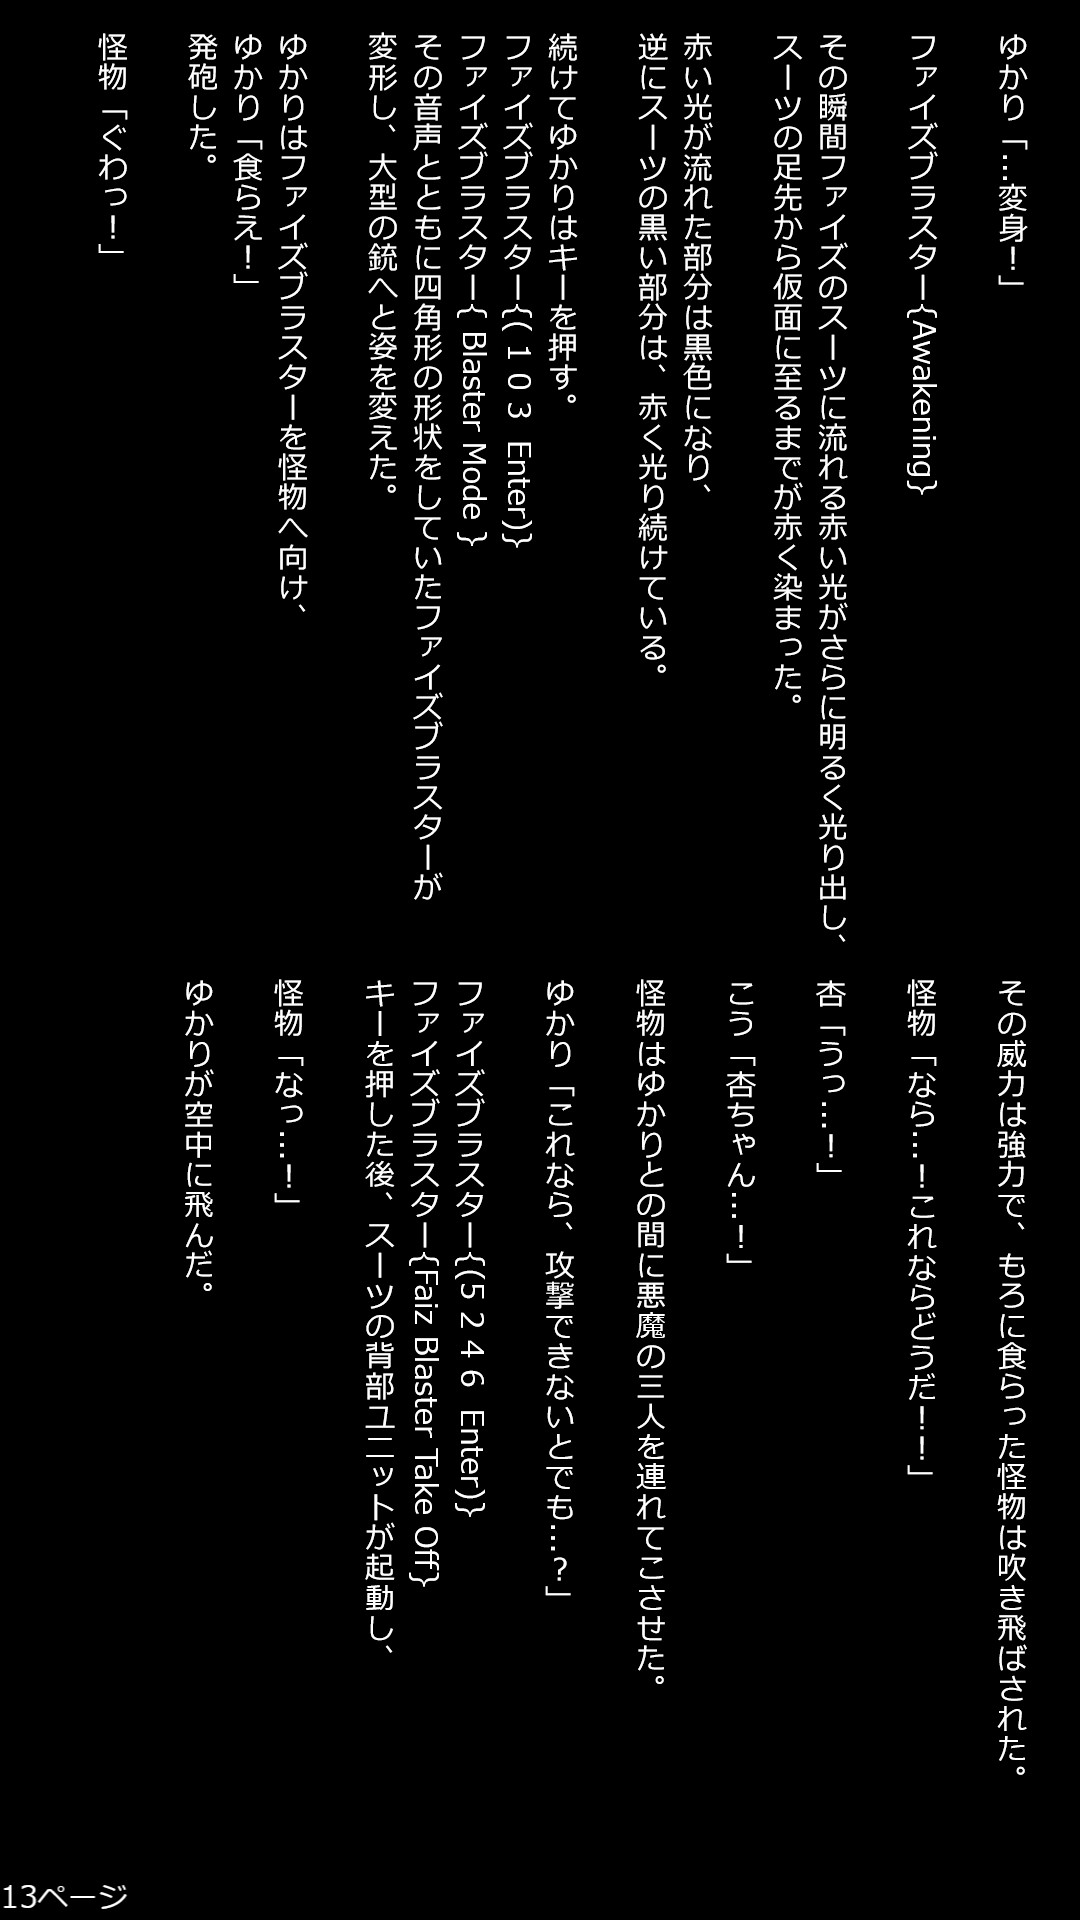 ゆかり「…変身！」
ファイズブラスター{Awakening}
その瞬間ファイズのスーツに流れる赤い光がさらに明るく光り出し、
スーツの足先から仮面に至るまでが赤く染まった。
赤い光が流れた部分は黒色になり、
逆にスーツの黒い部分は、赤く光り続けている。
続けてゆかりはキーを押す。
ファイズブラスター{(１０３ Enter)}
ファイズブラスター{ Blaster Mode }
その音声とともに四角形の形状をしていたファイズブラスターが
変形し、大型の銃へと姿を変えた。
ゆかりはファイズブラスターを怪物へ向け、
ゆかり「食らえ！」
発砲した。
怪物「ぐわっ！」
その威力は強力で、もろに食らった怪物は吹き飛ばされた。
怪物「なら…！これならどうだ！！」
杏「うっ…！」
こう「杏ちゃん…！」
怪物はゆかりとの間に悪魔の三人を連れてこさせた。
ゆかり「これなら、攻撃できないとでも…？」
ファイズブラスター{(５２４６ Enter)}
ファイズブラスター{Faiz Blaster Take Off}
キーを押した後、スーツの背部ユニットが起動し、
怪物「なっ…！」
ゆかりが空中に飛んだ。
13ページ